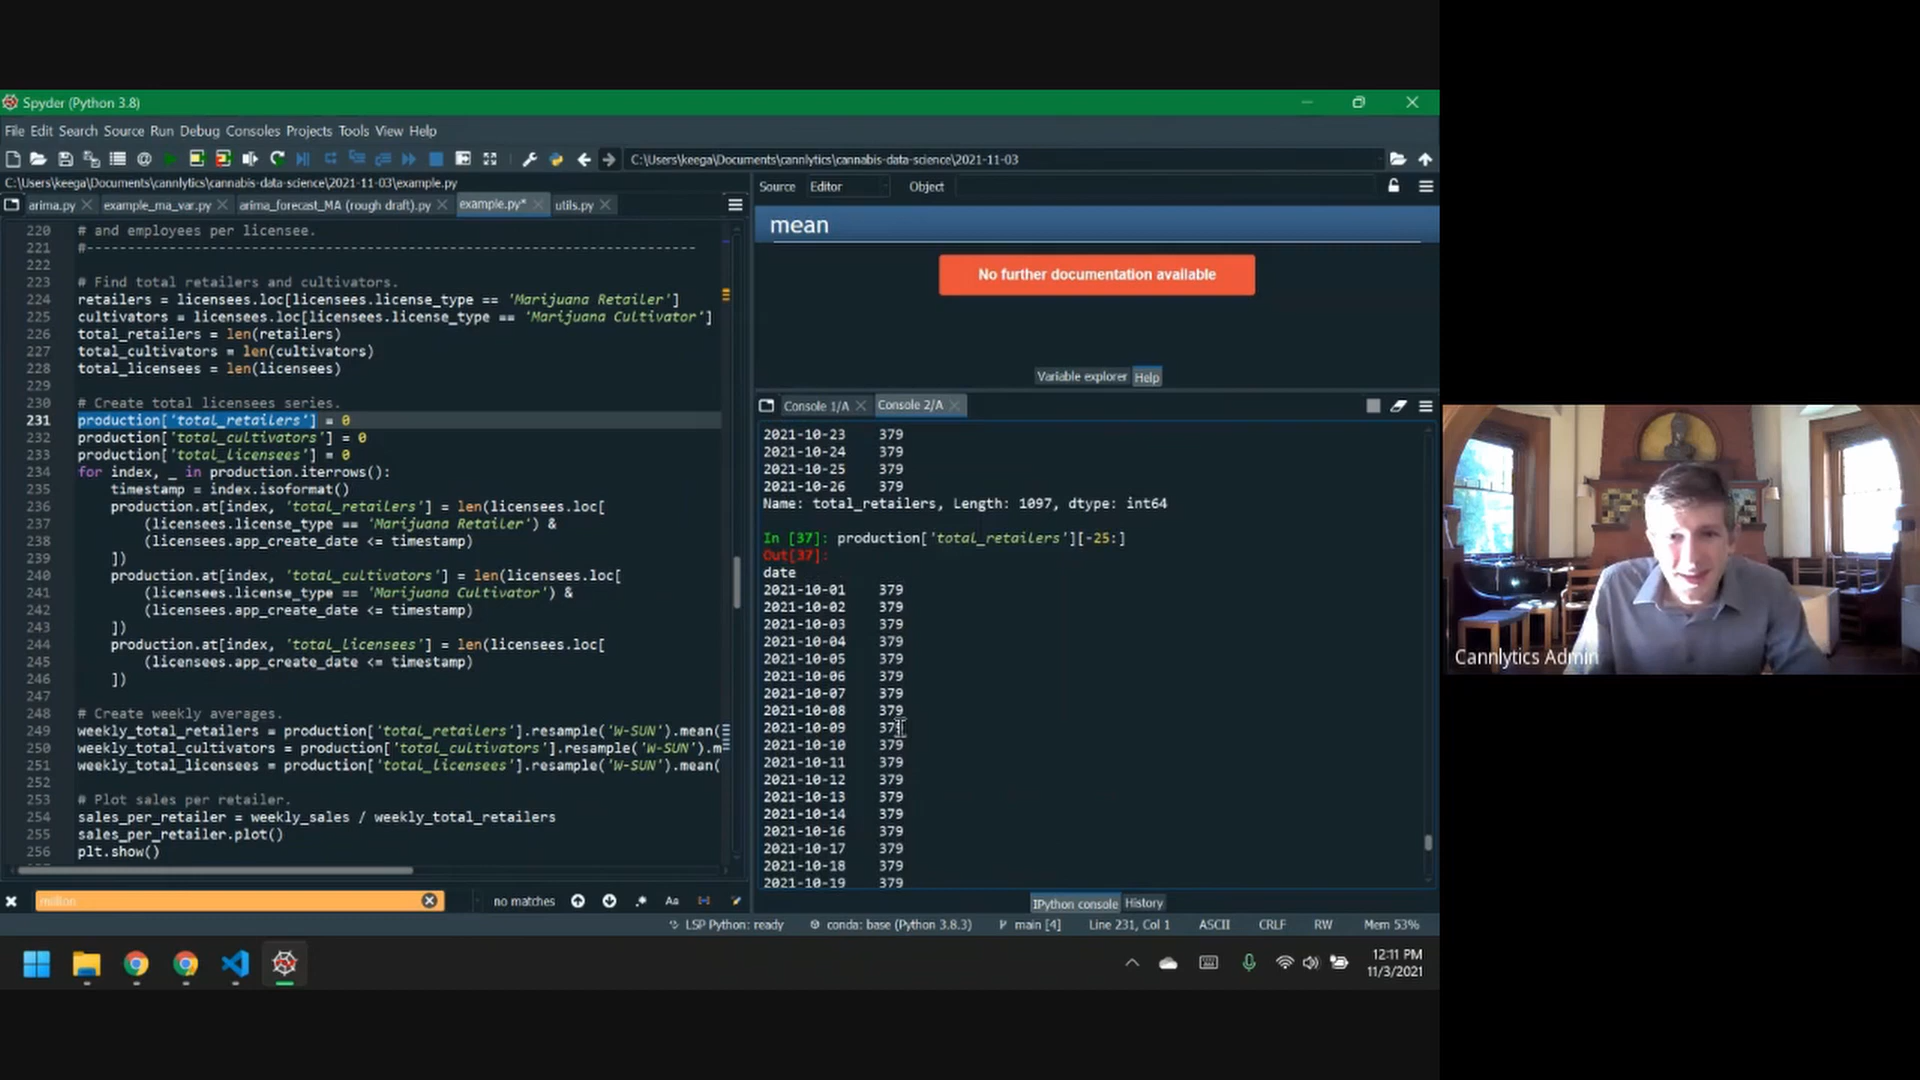 Spyder (Python 3.8)
File Edit Search Source Run Debug Consoles Projects Tools View Help
C:\Users\keega\Documents\cannlytics\cannabis-data-science\2021-11-03
C:\Users\keega\Documents\cannlytics\cannabis-data-science\2021-11-03\example.py
arima.py example_ma_var.py arima_forecast_MA (rough draft).py example.py* utils.py
220 # and employees per licensee.
221 #--------------------------------------------------------------------------
222
223 # Find total retailers and cultivators.
224 retailers = licensees.loc[licensees.license_type == 'Marijuana Retailer']
225 cultivators = licensees.loc[licensees.license_type == 'Marijuana Cultivator']
226 total_retailers = len(retailers)
227 total_cultivators = len(cultivators)
228 total_licensees = len(licensees)
229
230 # Create total licensees series.
231 production['total_retailers'] = 0
232 production['total_cultivators'] = 0
233 production['total_licensees'] = 0
234 for index, _ in production.iterrows():
235 timestamp = index.isoformat()
236 production.at[index, 'total_retailers'] = len(licensees.loc[
237 (licensees.license_type == 'Marijuana Retailer') &
238 (licensees.app_create_date <= timestamp)
239 ])
240 production.at[index, 'total_cultivators'] = len(licensees.loc[
241 (licensees.license_type == 'Marijuana Cultivator') &
242 (licensees.app_create_date <= timestamp)
243 ])
244 production.at[index, 'total_licensees'] = len(licensees.loc[
245 (licensees.app_create_date <= timestamp)
246 ])
247
248 # Create weekly averages.
249 weekly_total_retailers = production['total_retailers'].resample('W-SUN').mean(
250 weekly_total_cultivators = production['total_cultivators'].resample('W-SUN').m
251 weekly_total_licensees = production['total_licensees'].resample('W-SUN').mean(
252
253 # Plot sales per retailer.
254 sales_per_retailer = weekly_sales / weekly_total_retailers
255 sales_per_retailer.plot()
256 plt.show()
million
no matches
Aa
Source Editor Object
mean
No further documentation available
Variable explorer Help
Console 1/A Console 2/A
2021-10-23 379
2021-10-24 379
2021-10-25 379
2021-10-26 379
Name: total_retailers, Length: 1097, dtype: int64
In [37]: production['total_retailers'][-25:]
Out[37]:
date
2021-10-01 379
2021-10-02 379
2021-10-03 379
2021-10-04 379
2021-10-05 379
2021-10-06 379
2021-10-07 379
2021-10-08 379
2021-10-09 379
2021-10-10 379
2021-10-11 379
2021-10-12 379
2021-10-13 379
2021-10-14 379
2021-10-16 379
2021-10-17 379
2021-10-18 379
2021-10-19 379
IPython console History
LSP Python: ready conda: base (Python 3.8.3) main [4] Line 231, Col 1 ASCII CRLF RW Mem 53%
12:11 PM
11/3/2021
Cannlytics Admin